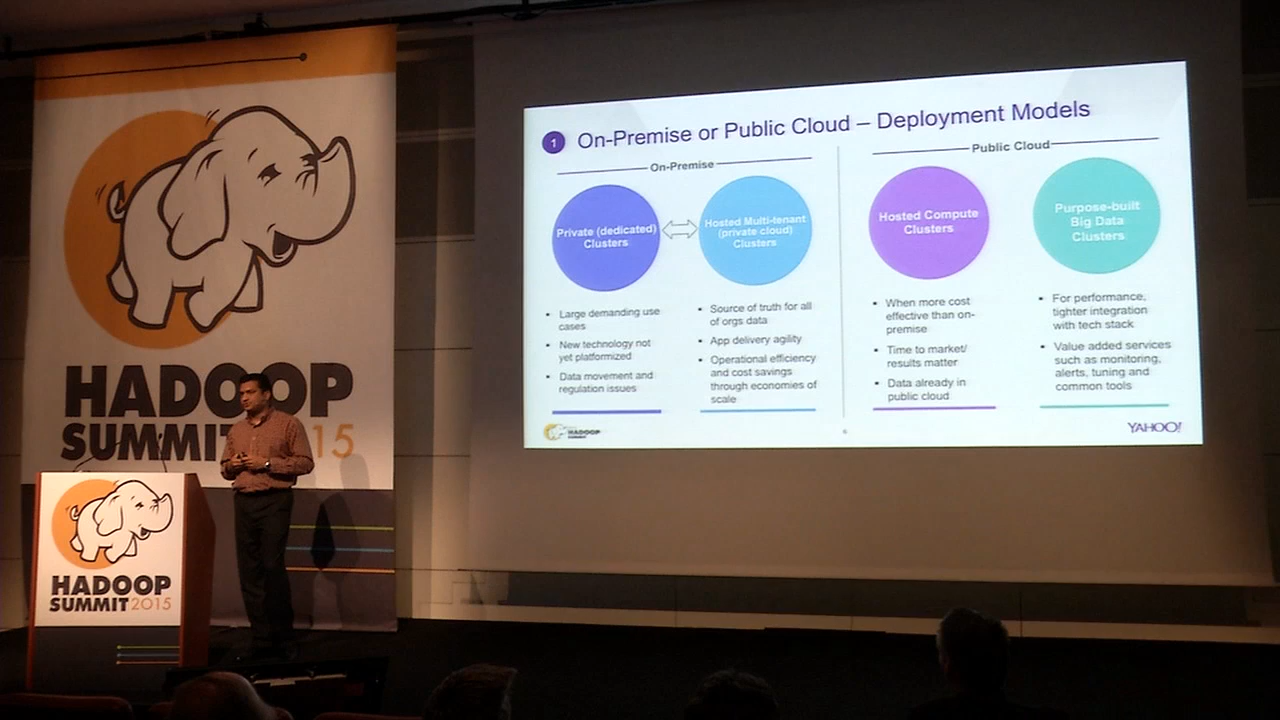 HADOOP
SUMMIT 15
HADOOP
SUMMIT 2015
1
On-Premise or Public Cloud – Deployment Models
On-Premise
Public Cloud
Private (dedicated)
Clusters
Hosted Multi-tenant
(private cloud)
Clusters
Hosted Compute
Clusters
Purpose-built
Big Data
Clusters
▪ Large demanding use
cases
▪ New technology not
yet platformized
▪ Data movement and
regulation issues
▪ Source of truth for all
of orgs data
▪ App delivery agility
▪ Operational efficiency
and cost savings
through economies of
scale
▪ When more cost
effective than on-
premise
▪ Time to market/
results matter
▪ Data already in
public cloud
▪ For performance,
tighter integration
with tech stack
▪ Value added services
such as monitoring,
alerts, tuning and
common tools
HADOOP
SUMMIT
6
YAHOO!